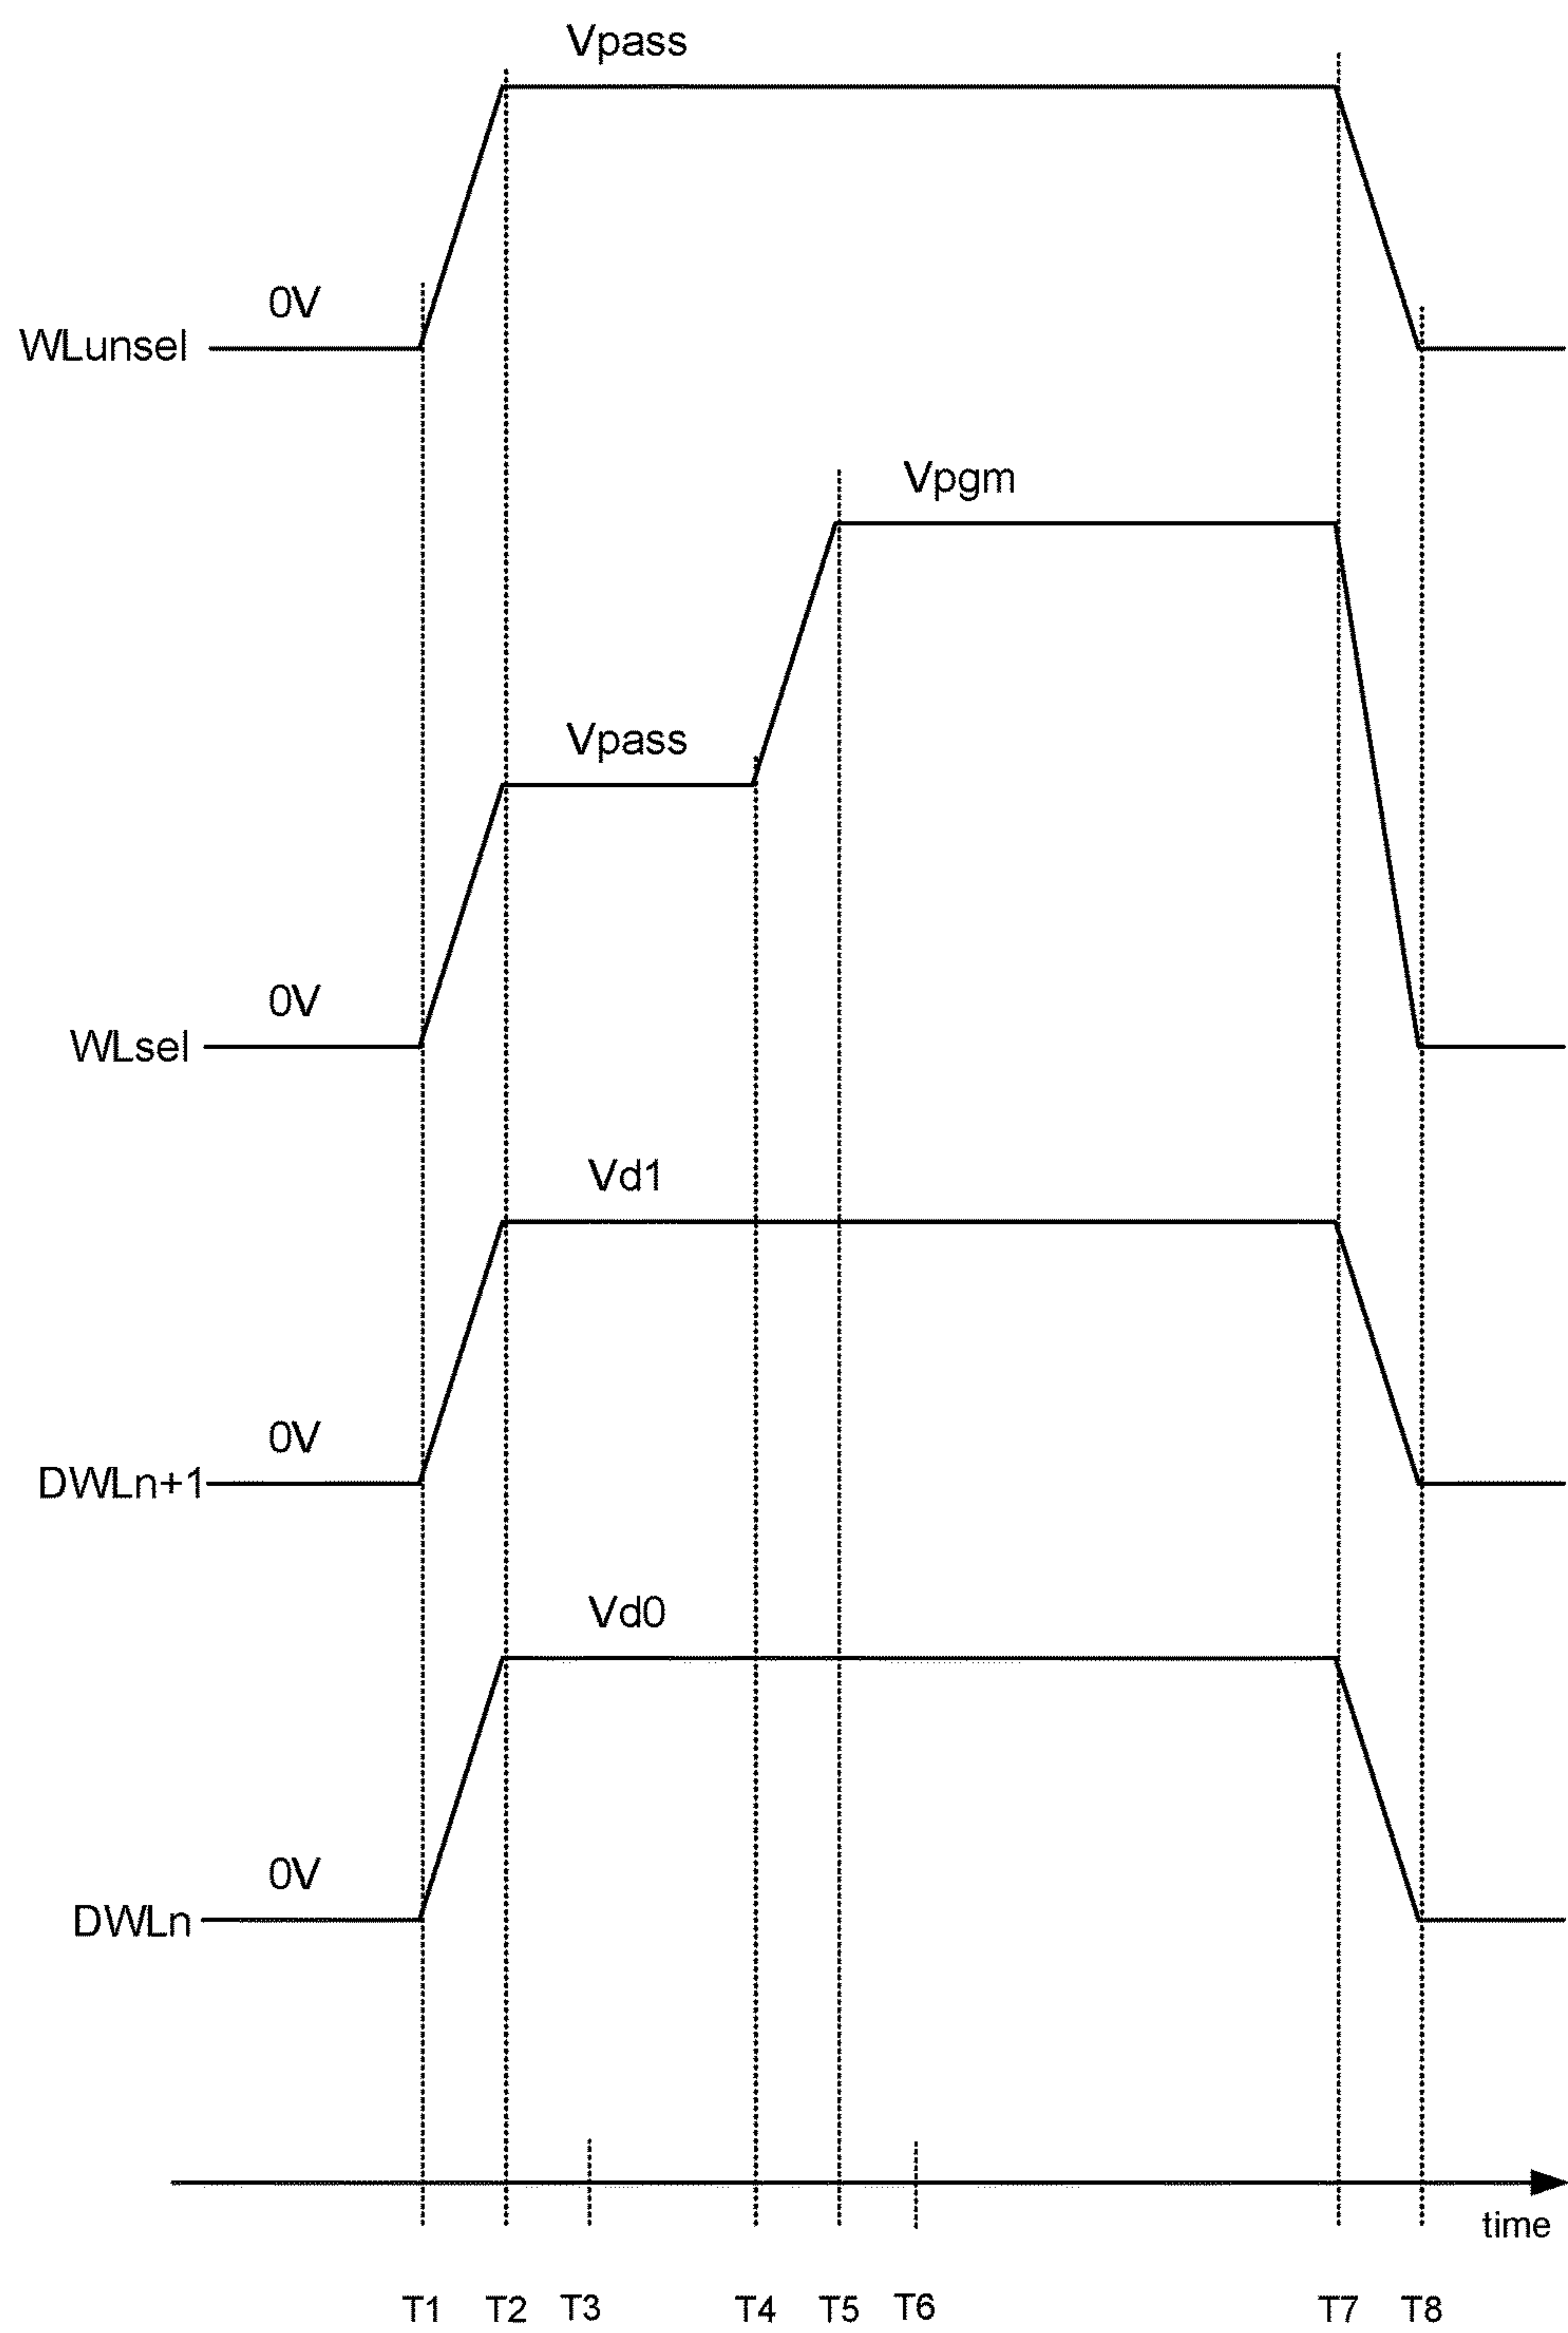 Vpass
0V
WLunsel
Vpgm
Vpass
0V
WLsel
Vd1
0V
DWLn+1
Vd0
0V
DWLn
time
T1 T2 T3 T4 T5 T6 T7 T8